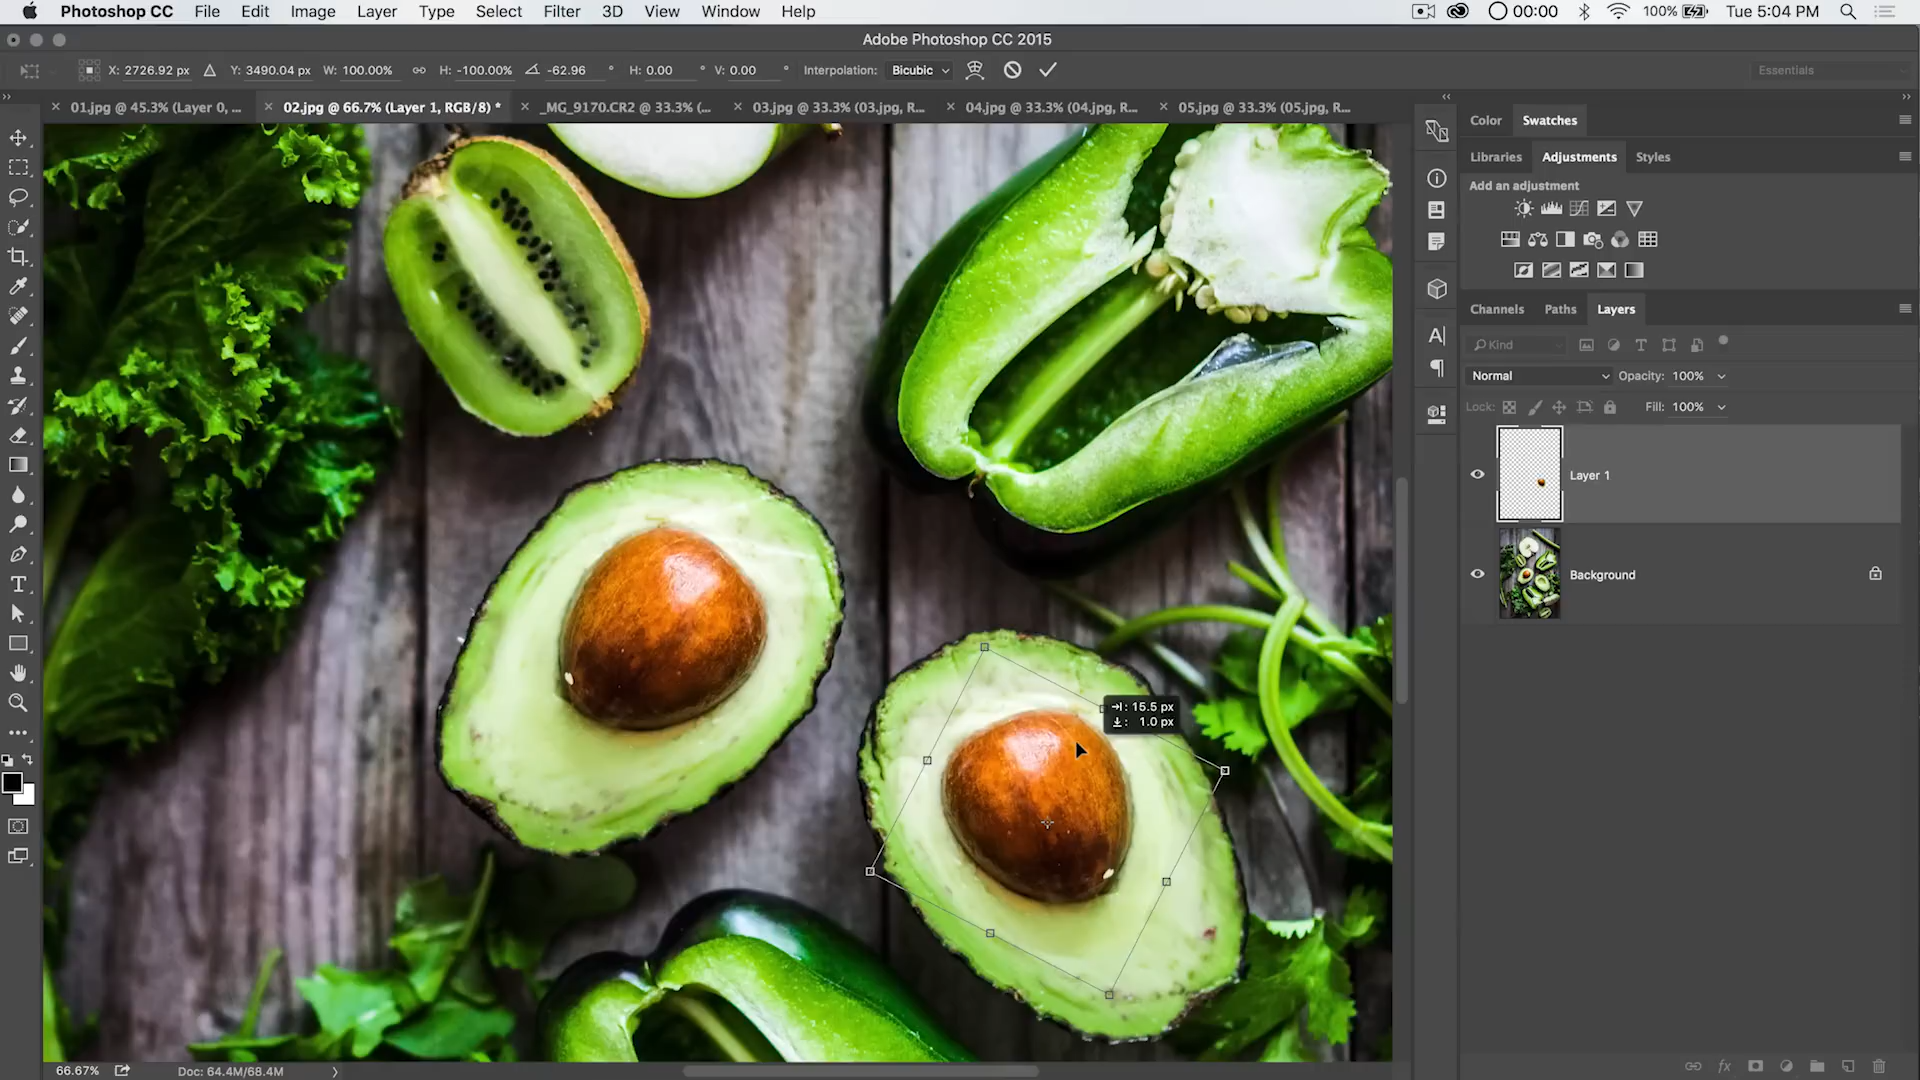 Photoshop CC File Edit Image Layer Type Select Filter 3D View Window Help 00:00 100% Tue 5:04 PM
Adobe Photoshop CC 2015
X: 2726.92 px Y: 3490.04 px W: 100.00% H: -100.00% -62.96 ° H: 0.00 ° V: 0.00 ° Interpolation: Bicubic Essentials
01.jpg @ 45.3% (Layer 0, ... 02.jpg @ 66.7% (Layer 1, RGB/8) * _MG_9170.CR2 @ 33.3% (... 03.jpg @ 33.3% (03.jpg, R... 04.jpg @ 33.3% (04.jpg, R... 05.jpg @ 33.3% (05.jpg, R...
Color Swatches
Libraries Adjustments Styles
Add an adjustment
Channels Paths Layers
Kind
Normal Opacity: 100%
Lock: Fill: 100%
Layer 1
Background
: 15.5 px
: 1.0 px
66.67% Doc: 64.4M/68.4M